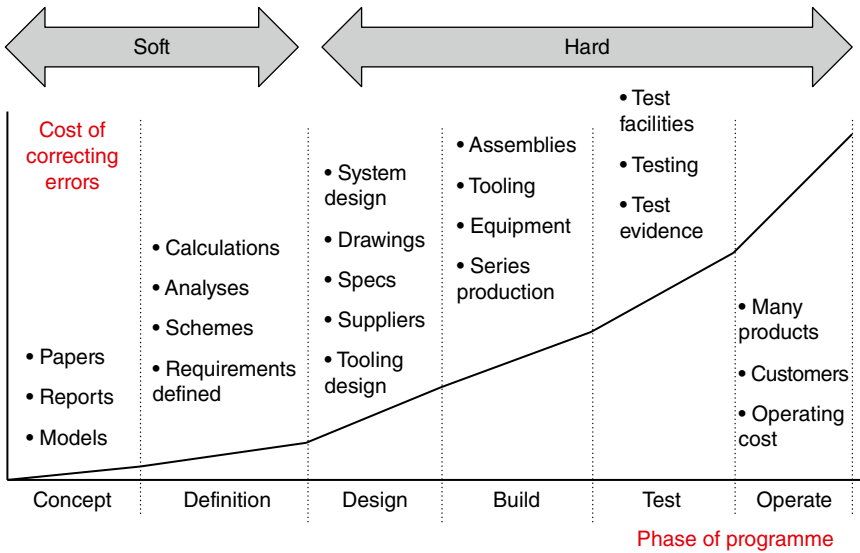 Soft
Hard
Cost of
correcting
errors
• Papers
• Reports
• Models
• Calculations
• Analyses
• Schemes
• Requirements
defined
• System
design
• Drawings
• Specs
• Suppliers
• Tooling
design
• Assemblies
• Tooling
• Equipment
• Series
production
• Test
facilities
• Testing
• Test
evidence
• Many
products
• Customers
• Operating
cost
Concept
Definition
Design
Build
Test
Operate
Phase of programme